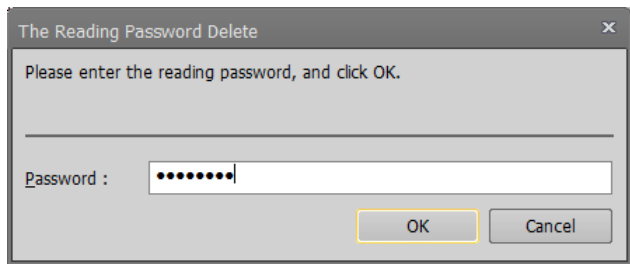 The Reading Password Delete
Please enter the reading password, and click OK.
Password : ••••••••
OK Cancel